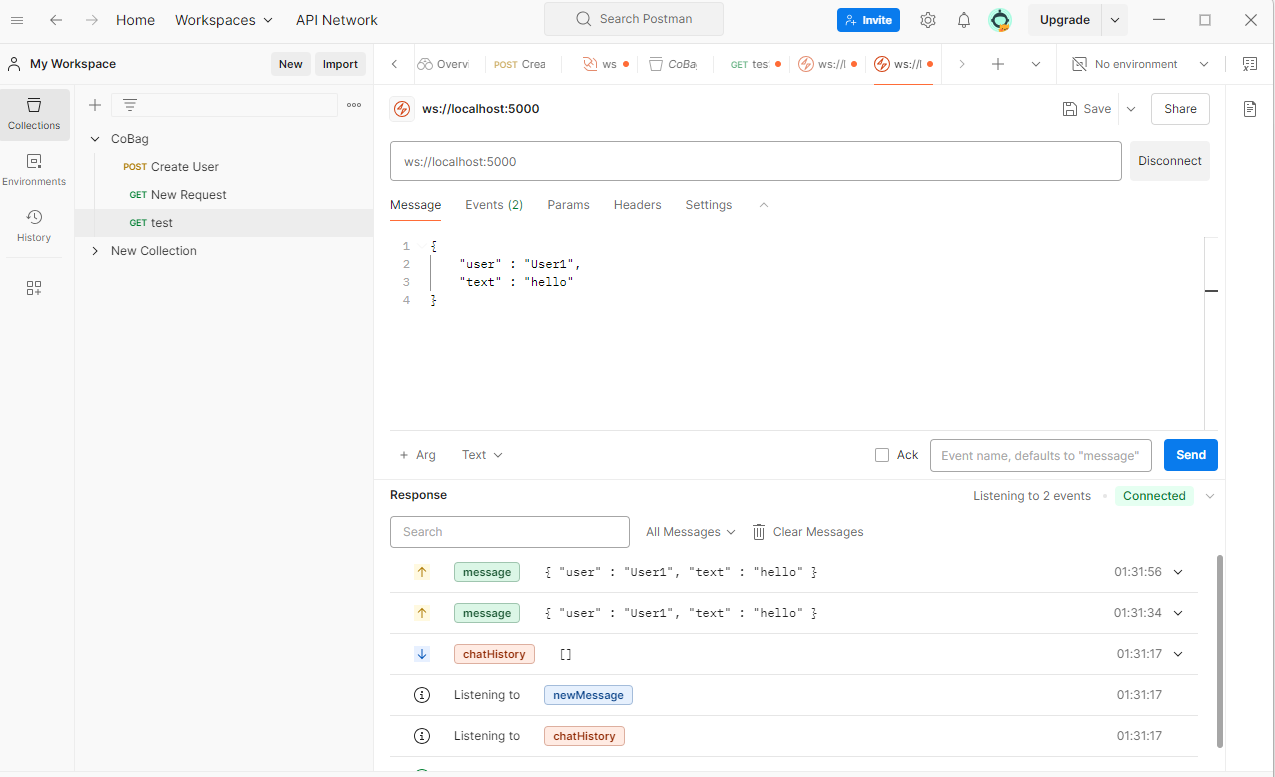 Home Workspaces API Network Search Postman Invite Upgrade
My Workspace New Import Overvi POST Crea ws CoBa GET tes ws://l ws://l No environment
Collections
Environments
History
CoBag
POST Create User
GET New Request
GET test
New Collection
ws://localhost:5000 Save Share
ws://localhost:5000 Disconnect
Message Events (2) Params Headers Settings
1 {
2 "user" : "User1",
3 "text" : "hello"
4 }
+ Arg Text Ack Event name, defaults to "message" Send
Response Listening to 2 events Connected
Search All Messages Clear Messages
message { "user" : "User1", "text" : "hello" } 01:31:56
message { "user" : "User1", "text" : "hello" } 01:31:34
chatHistory [] 01:31:17
Listening to newMessage 01:31:17
Listening to chatHistory 01:31:17